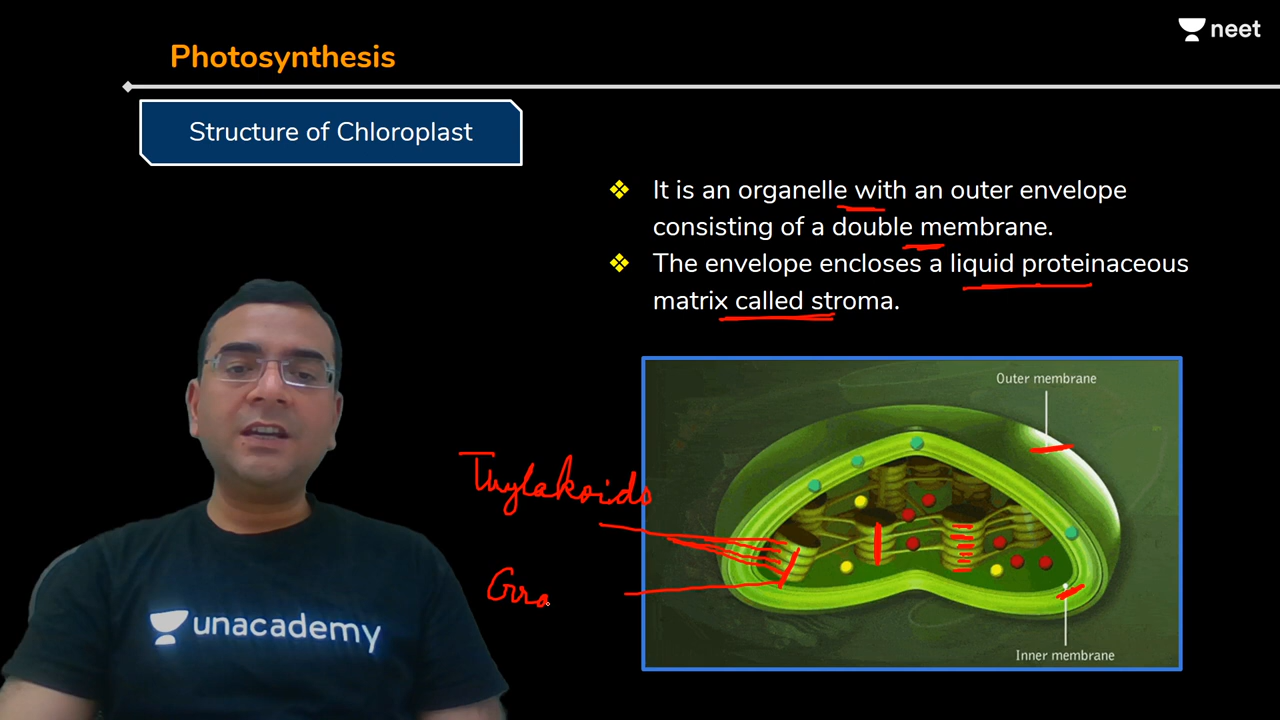 neet
Photosynthesis
Structure of Chloroplast
❖ It is an organelle with an outer envelope
consisting of a double membrane.
❖ The envelope encloses a liquid proteinaceous
matrix called stroma.
Outer membrane
Thylakoids
Gra
unacademy
Inner membrane